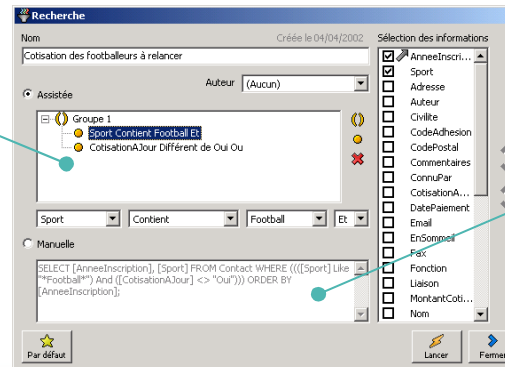 Recherche
Nom
Créée le 04/04/2002
Cotisation des footballeurs à relancer
Auteur
(Aucun)
Assistée
Groupe 1
Sport Contient Football Et
CotisationAJour Différent de Oui Ou
Sport
Contient
Football
Et
Manuelle
SELECT [AnneeInscription], [Sport] FROM Contact WHERE ((([Sport] Like
"*Football*") And ([CotisationAJour] <> "Oui"))) ORDER BY
[AnneeInscription];
Sélection des informations
AnneeInscri...
Sport
Adresse
Auteur
Civilite
CodeAdhesion
CodePostal
Commentaires
ConnuPar
CotisationA...
DatePaiement
Email
EnSommeil
Fax
Fonction
Liaison
MontantCoti...
Nom
Par défaut
Lancer
Fermer